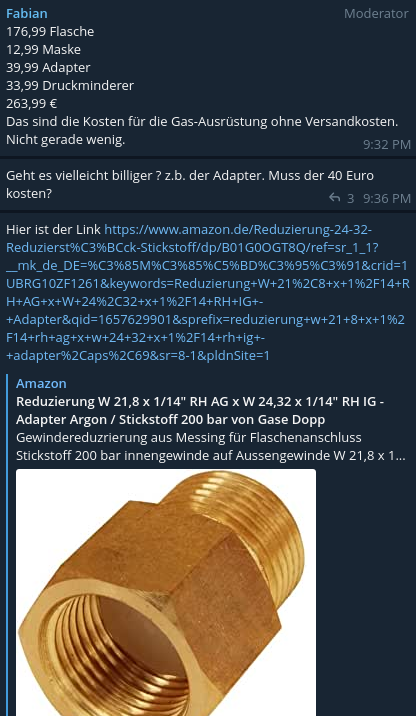 Fabian Moderator
176,99 Flasche
12,99 Maske
39,99 Adapter
33,99 Druckminderer
263,99 €
Das sind die Kosten für die Gas-Ausrüstung ohne Versandkosten.
Nicht gerade wenig. 9:32 PM
Geht es vielleicht billiger ? z.b. der Adapter. Muss der 40 Euro
kosten? 3 9:36 PM
Hier ist der Link https://www.amazon.de/Reduzierung-24-32-
Reduzierst%C3%BCck-Stickstoff/dp/B01G0OGT8Q/ref=sr_1_1?
__mk_de_DE=%C3%85M%C3%85%C5%BD%C3%95%C3%91&crid=1
UBRG10ZF1261&keywords=Reduzierung+W+21%2C8+x+1%2F14+R
H+AG+x+W+24%2C32+x+1%2F14+RH+IG+-
+Adapter&qid=1657629901&sprefix=reduzierung+w+21+8+x+1%2
F14+rh+ag+x+w+24+32+x+1%2F14+rh+ig+-
+adapter%2Caps%2C69&sr=8-1&pldnSite=1
Amazon
Reduzierung W 21,8 x 1/14" RH AG x W 24,32 x 1/14" RH IG -
Adapter Argon / Stickstoff 200 bar von Gase Dopp
Gewindereduzrierung aus Messing für Flaschenanschluss
Stickstoff 200 bar innengewinde auf Aussengewinde W 21,8 x 1...